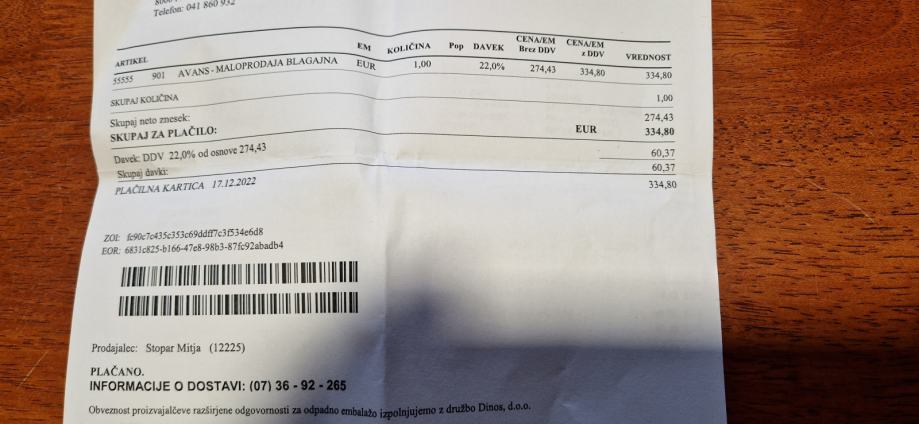 Telefon: 041 860 932
ARTIKEL EM KOLIČINA Pop DAVEK CENA/EM Brez DDV CENA/EM z DDV VREDNOST
55555 901 AVANS - MALOPRODAJA BLAGAJNA EUR 1,00 22,0% 274,43 334,80 334,80
SKUPAJ KOLIČINA 1,00
Skupaj neto znesek: 274,43
SKUPAJ ZA PLAČILO: EUR 334,80
Davek: DDV 22,0% od osnove 274,43 60,37
Skupaj davki: 60,37
PLAČILNA KARTICA 17.12.2022 334,80
ZOI: fc90c7c435c353c69ddff7c3f534e6d8
EOR: 6831c825-b166-47e8-98b3-87fc92abadb4
Prodajalec: Stopar Mitja (12225)
PLAČANO.
INFORMACIJE O DOSTAVI: (07) 36 - 92 - 265
Obveznost proizvajalčeve razširjene odgovornosti za odpadno embalažo izpolnjujemo z družbo Dinos, d.o.o.